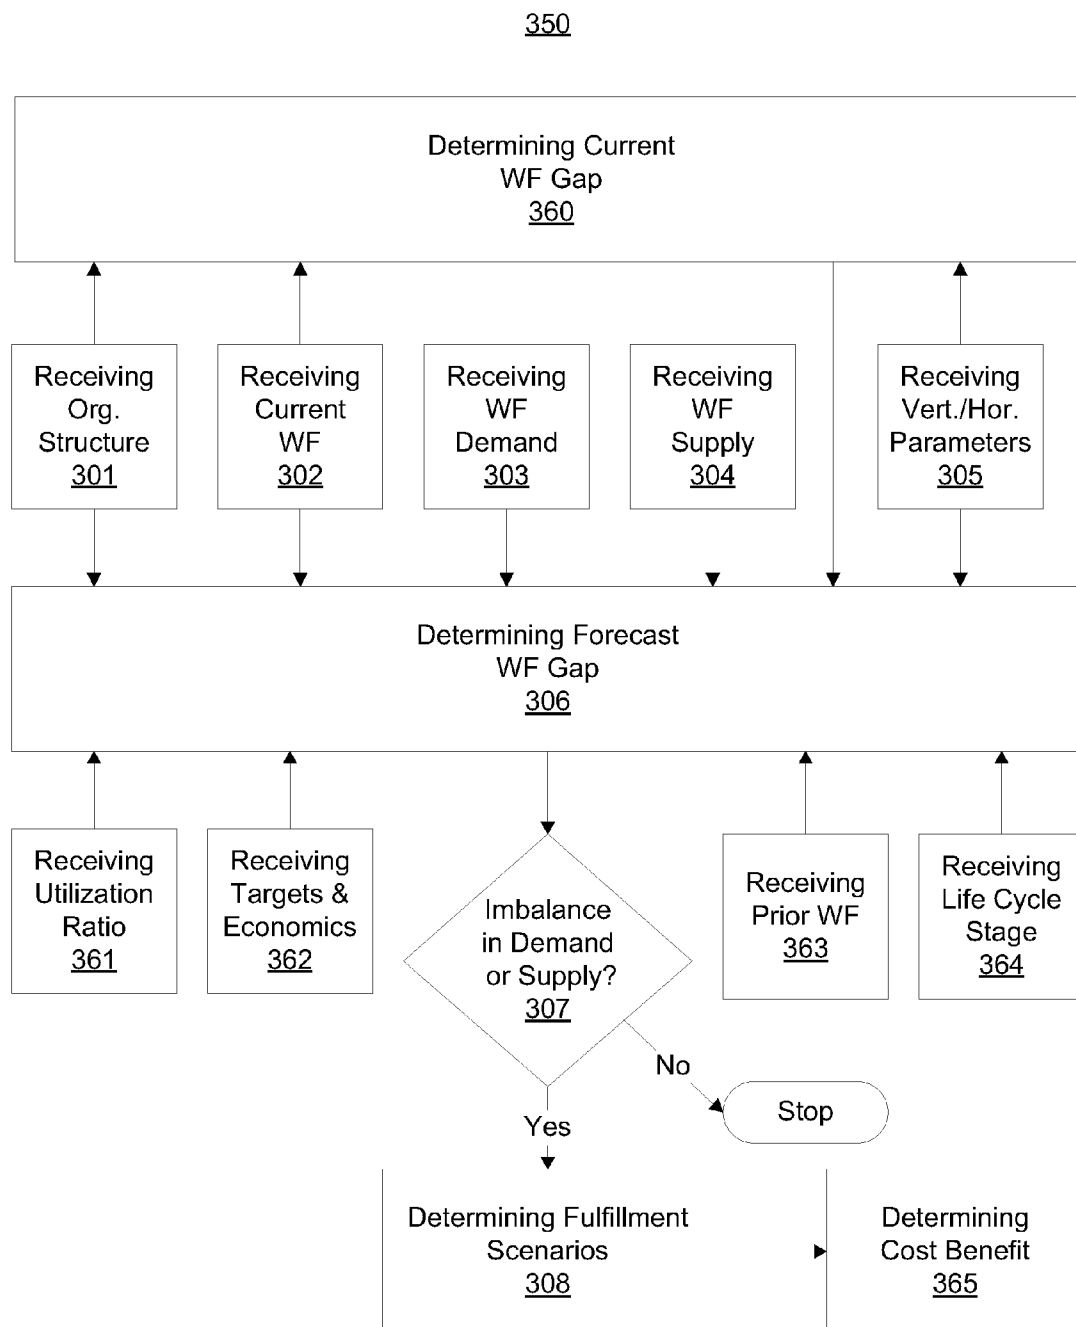 350
Determining Current
WF Gap
360
Receiving
Org.
Structure
301
Receiving
Current
WF
302
Receiving
WF
Demand
303
Receiving
WF
Supply
304
Receiving
Vert./Hor.
Parameters
305
Determining Forecast
WF Gap
306
Receiving
Utilization
Ratio
361
Receiving
Targets &
Economics
362
Imbalance
in Demand
or Supply?
307
Receiving
Prior WF
363
Receiving
Life Cycle
Stage
364
No
Stop
Yes
Determining Fulfillment
Scenarios
308
Determining
Cost Benefit
365